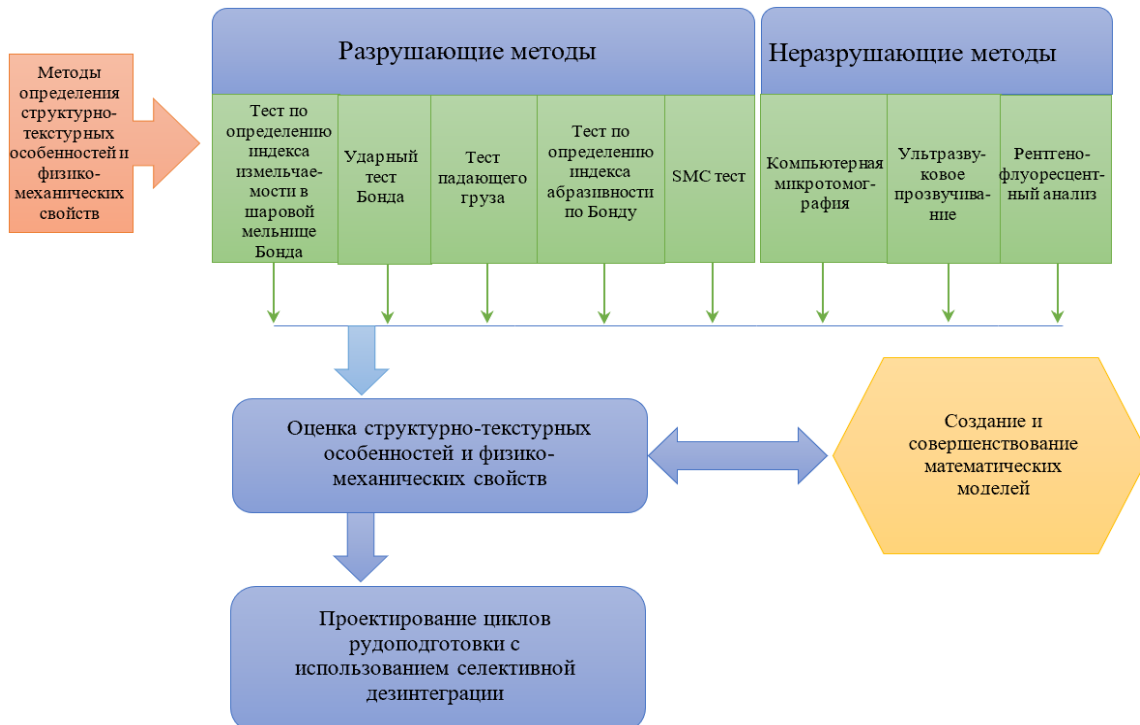 Методы
определения
структурно-
текстурных
особенностей и
физико-
механических
свойств
Разрушающие методы
Неразрушающие методы
Тест по
определению
индекса
измельчае-
мости в
шаровой
мельнице
Бонда
Ударный
тест
Бонда
Тест
падающего
груза
Тест по
определению
индекса
абразивности
по Бонду
SMC тест
Компьютерная
микротомог-
рафия
Ультразву-
ковое
прозвучива-
ние
Рентгено-
флуоресцент-
ный анализ
Оценка структурно-текстурных
особенностей и физико-
механических свойств
Создание и
совершенствование
математических
моделей
Проектирование циклов
рудоподготовки с
использованием селективной
дезинтеграции